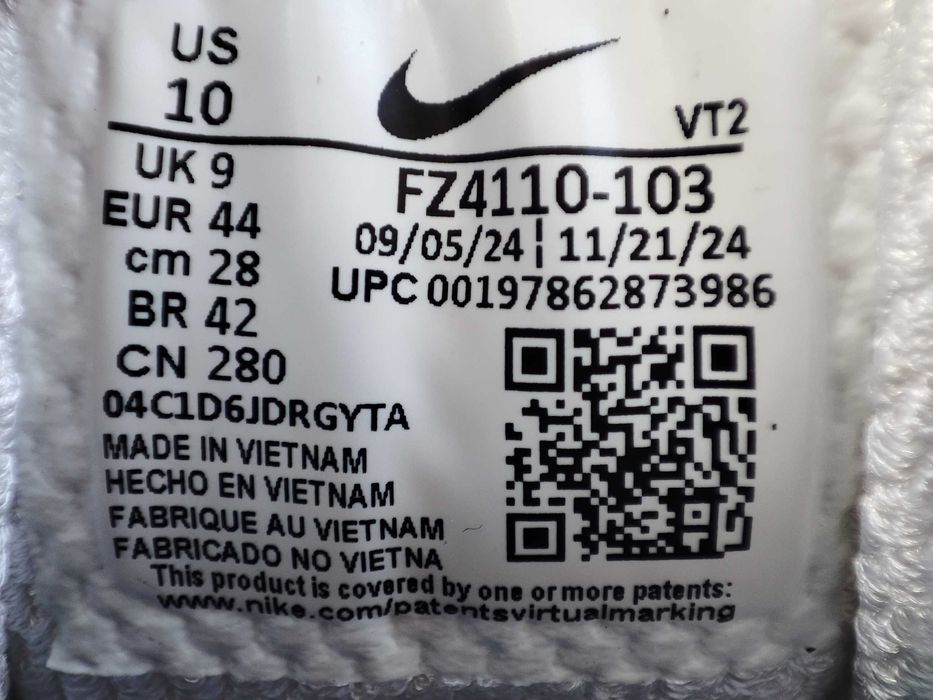 US
10
VT2
UK 9
EUR 44
cm 28
BR 42
CN 280
FZ4110-103
09/05/24 | 11/21/24
UPC 00197862873986
04C1D6JDRGYTA
MADE IN VIETNAM
HECHO EN VIETNAM
FABRIQUE AU VIETNAM
FABRICADO NO VIETNA
This product is covered by one or more patents:
www.nike.com/patentsvirtualmarking